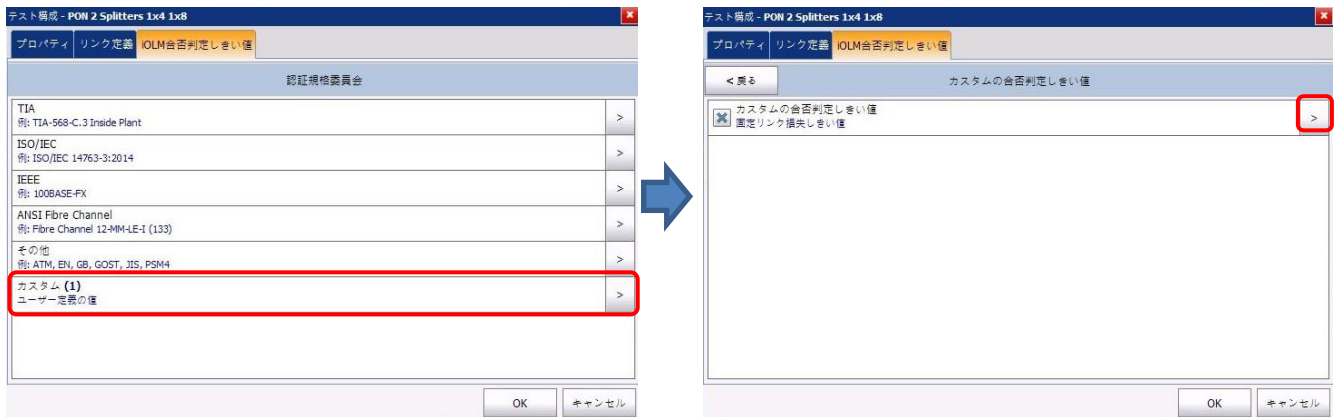 テスト構成 - PON 2 Splitters 1x4 1x8
プロパティ リンク定義 iOLM合否判定しきい値
認証規格委員会
TIA
例: TIA-568-C.3 Inside Plant
>
ISO/IEC
例: ISO/IEC 14763-3:2014
>
IEEE
例: 100BASE-FX
>
ANSI Fibre Channel
例: Fibre Channel 12-MM-LE-I (133)
>
その他
例: ATM, EN, GB, GOST, JIS, PSM4
>
カスタム (1)
ユーザー定義の値
>
OK キャンセル
テスト構成 - PON 2 Splitters 1x4 1x8
プロパティ リンク定義 iOLM合否判定しきい値
< 戻る カスタムの合否判定しきい値
カスタムの合否判定しきい値
固定リンク損失しきい値
>
OK キャンセル